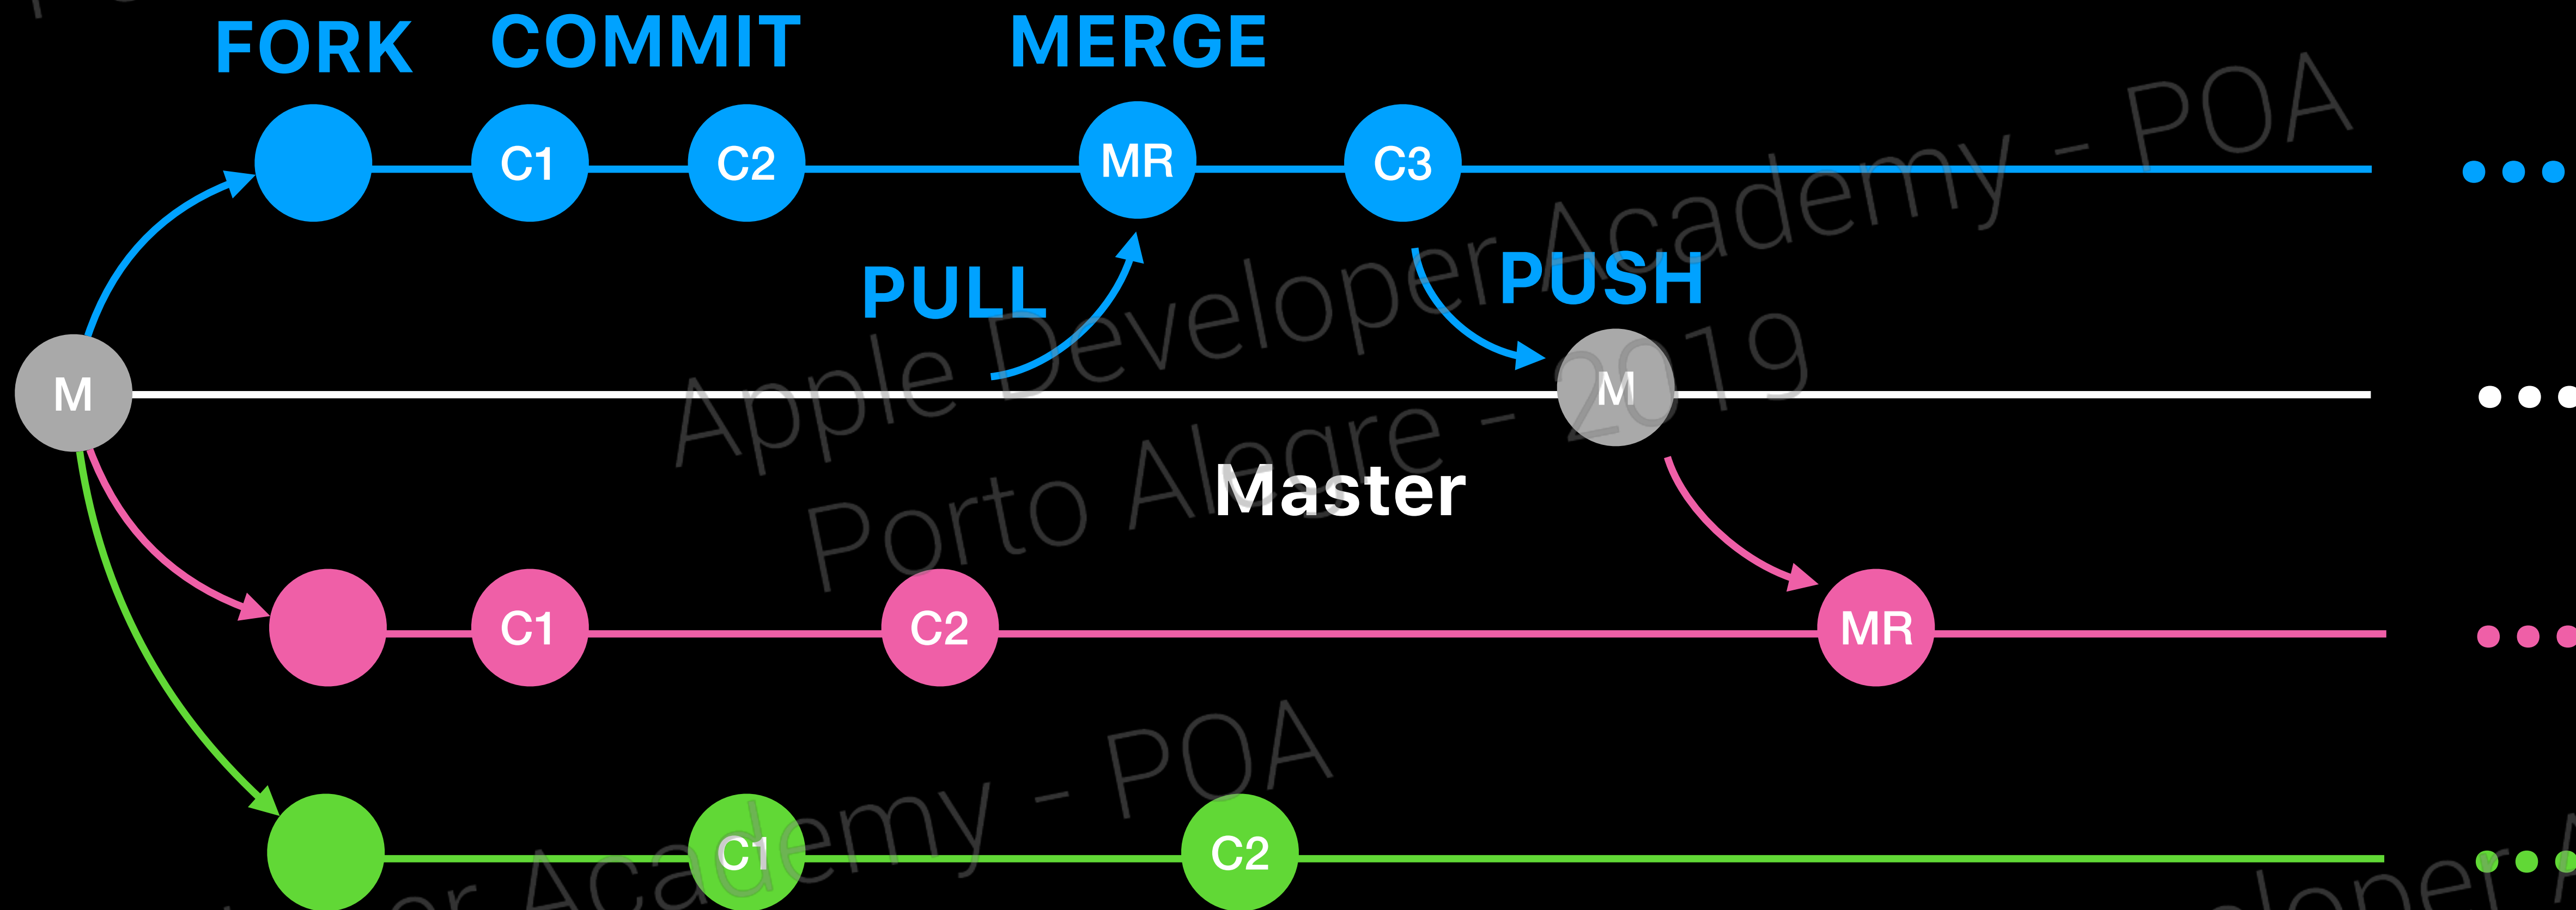 FORK COMMIT MERGE
C1 C2 MR C3
PULL PUSH
M M
Apple Developer Academy - POA
Porto Alegre - 2019
Master
C1 C2 MR
Academy - POA
C1 C2